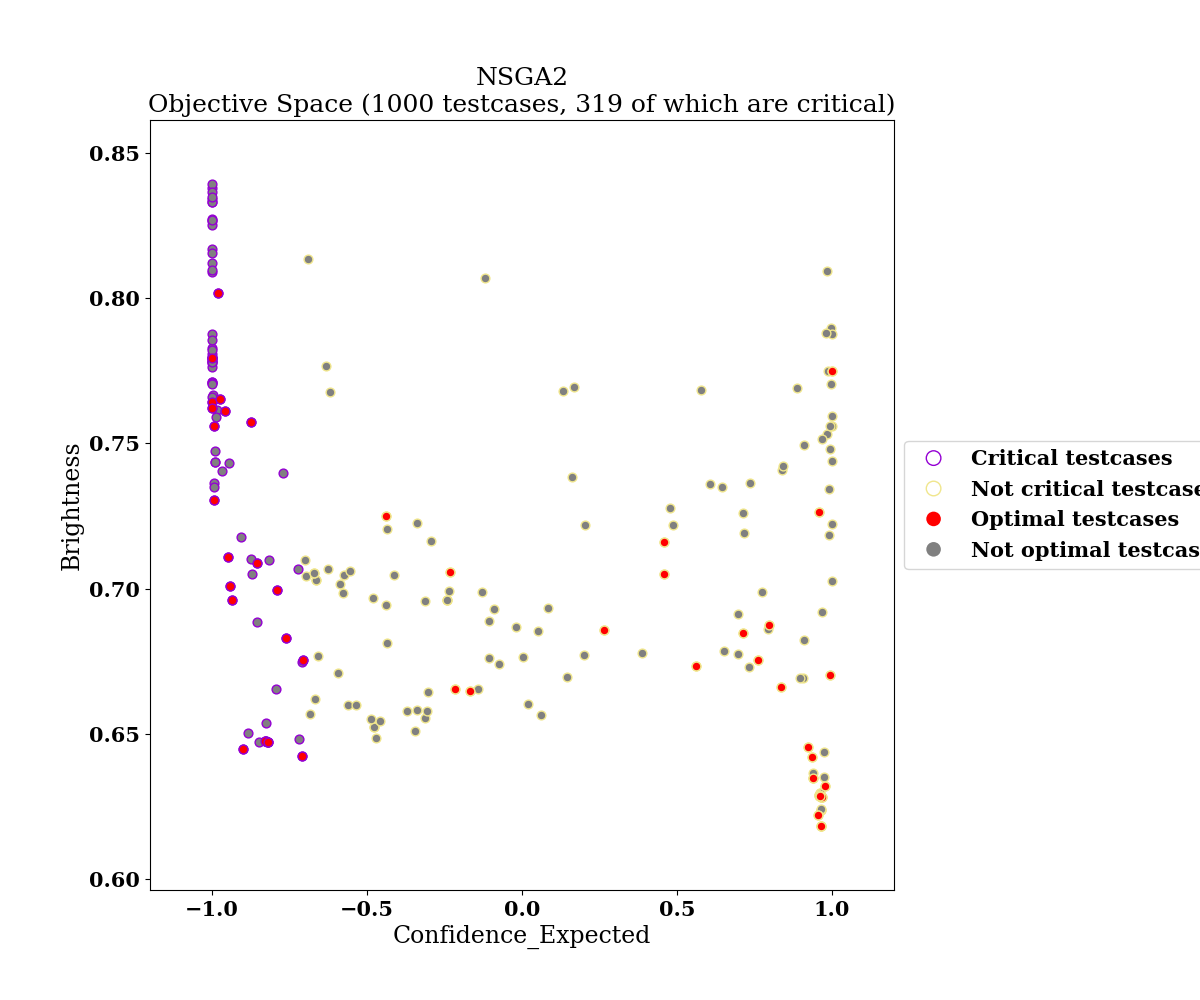 NSGA2
Objective Space (1000 testcases, 319 of which are critical)
0.85
0.80
0.75
0.70
0.65
0.60
Brightness
−1.0
−0.5
0.0
0.5
1.0
Confidence_Expected
Critical testcases
Not critical testcase
Optimal testcases
Not optimal testcas